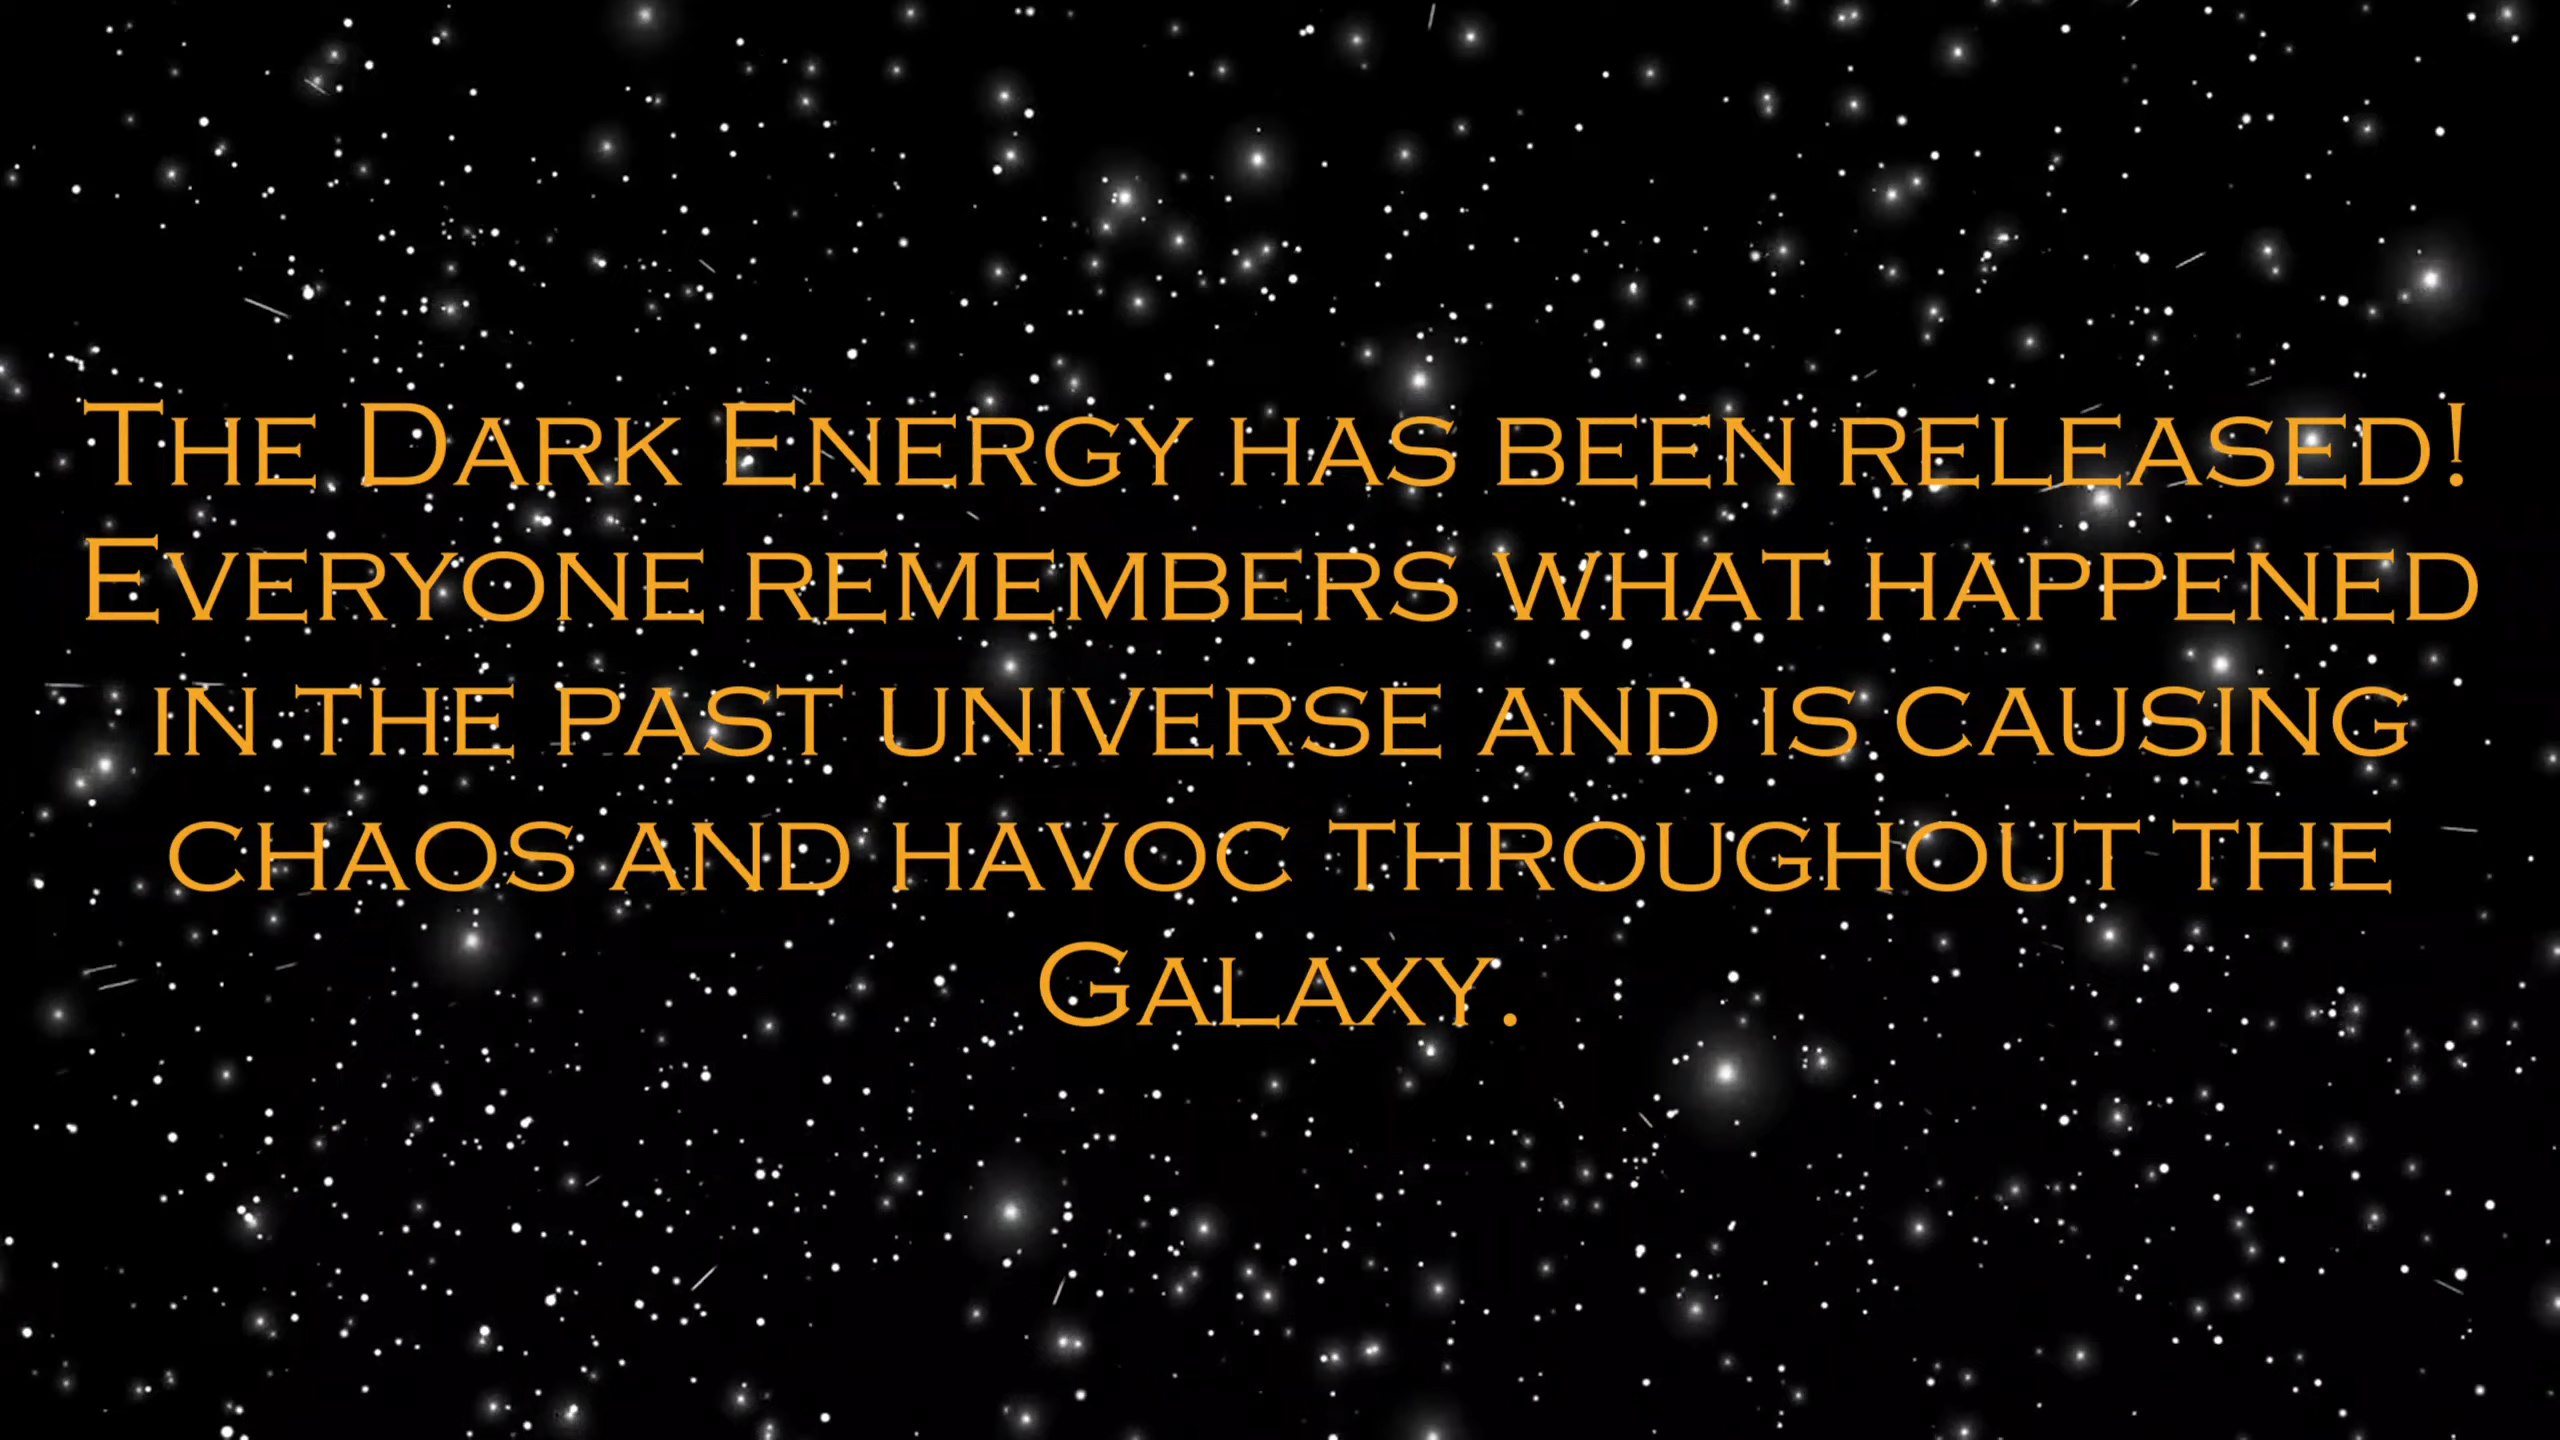 The Dark Energy has been released!
Everyone remembers what happened
in the past universe and is causing
chaos and havoc throughout the
Galaxy.